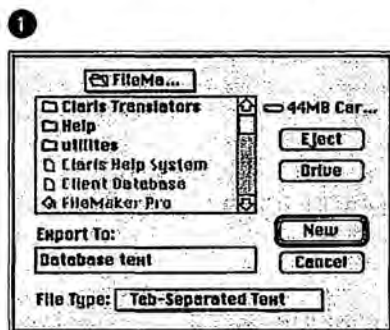 1
FileMa...
Claris Translators
44MB Car...
Help
utilites
Eject
Claris Help System
Client Database
Drive
FileMaker Pro
Export To:
New
Database text
Cancel
File Type: Tab-Separated Text